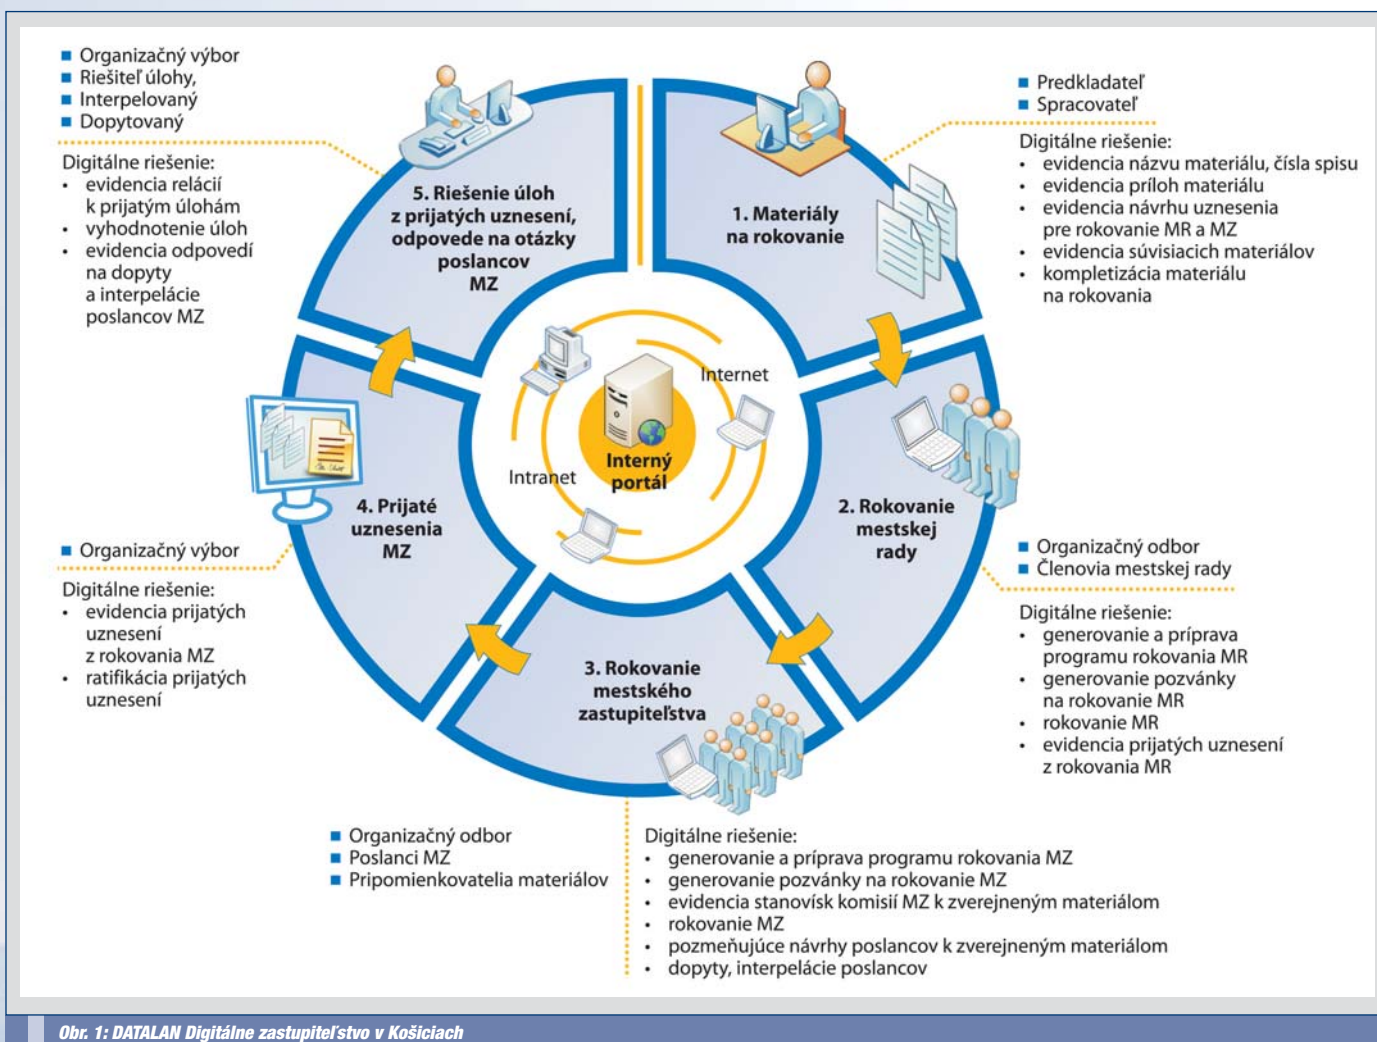 Organizačný výbor
Riešiteľ úlohy,
Interpelovaný
Dopytovaný
Digitálne riešenie:
• evidencia relácií
k prijatým úlohám
• vyhodnotenie úloh
• evidencia odpovedí
na dopyty
a interpelácie
poslancov MZ
5. Riešenie úloh
z prijatých uznesení,
odpovede na otázky
poslancov
MZ
1. Materiály
na rokovanie
Predkladateľ
Spracovateľ
Digitálne riešenie:
• evidencia názvu materiálu, čísla spisu
• evidencia príloh materiálu
• evidencia návrhu uznesenia
pre rokovanie MR a MZ
• evidencia súvisiacich materiálov
• kompletizácia materiálu
na rokovania
Internet
Interný
portál
Intranet
4. Prijaté
uznesenia
MZ
2. Rokovanie
mestskej
rady
Organizačný výbor
Digitálne riešenie:
• evidencia prijatých
uznesení
z rokovania MZ
• ratifikácia prijatých
uznesení
Organizačný odbor
Členovia mestskej rady
Digitálne riešenie:
• generovanie a príprava
programu rokovania MR
• generovanie pozvánky
na rokovanie MR
• rokovanie MR
• evidencia prijatých uznesení
z rokovania MR
3. Rokovanie
mestského
zastupiteľstva
Organizačný odbor
Poslanci MZ
Pripomienkovatelia materiálov
Digitálne riešenie:
• generovanie a príprava programu rokovania MZ
• generovanie pozvánky na rokovanie MZ
• evidencia stanovísk komisií MZ k zverejneným materiálom
• rokovanie MZ
• pozmeňujúce návrhy poslancov k zverejneným materiálom
• dopyty, interpelácie poslancov
Obr. 1: DATALAN Digitálne zastupiteľstvo v Košiciach